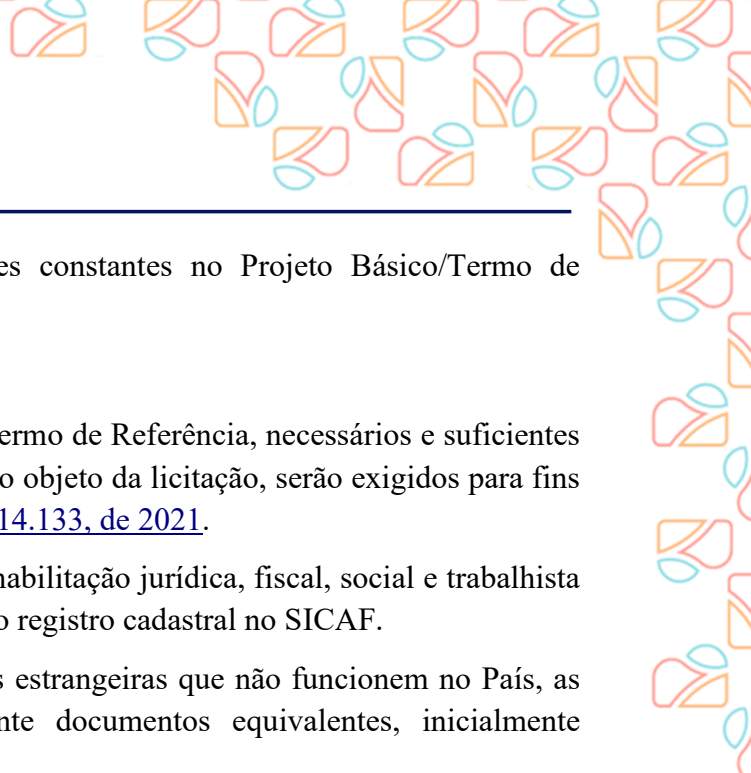 es constantes no Projeto Básico/Termo de
ermo de Referência, necessários e suficientes
o objeto da licitação, serão exigidos para fins
14.133, de 2021.
habilitação jurídica, fiscal, social e trabalhista
o registro cadastral no SICAF.
s estrangeiras que não funcionem no País, as
nte documentos equivalentes, inicialmente